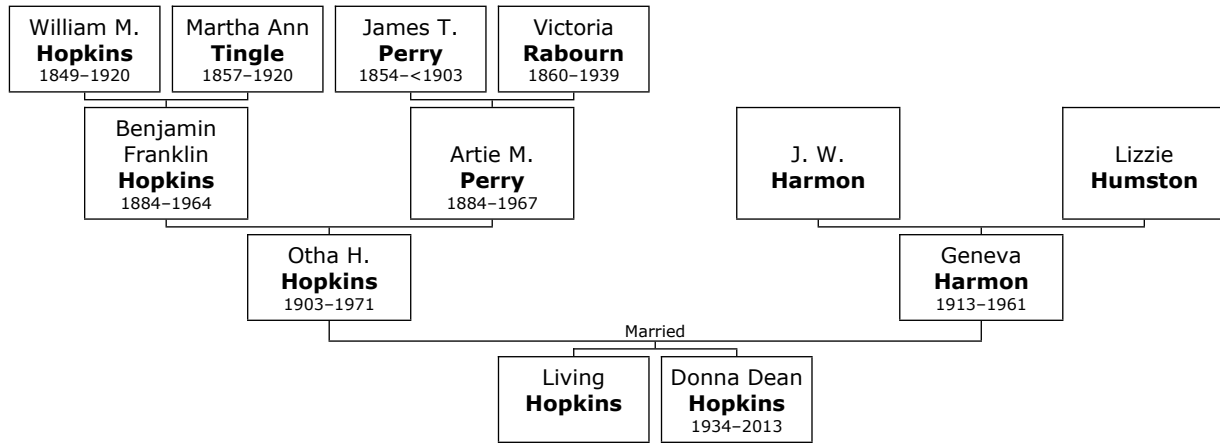 William M.
Hopkins
1849–1920
Martha Ann
Tingle
1857–1920
James T.
Perry
1854–<1903
Victoria
Rabourn
1860–1939
Benjamin
Franklin
Hopkins
1884–1964
Artie M.
Perry
1884–1967
J. W.
Harmon
Lizzie
Humston
Otha H.
Hopkins
1903–1971
Geneva
Harmon
1913–1961
Married
Living
Hopkins
Donna Dean
Hopkins
1934–2013